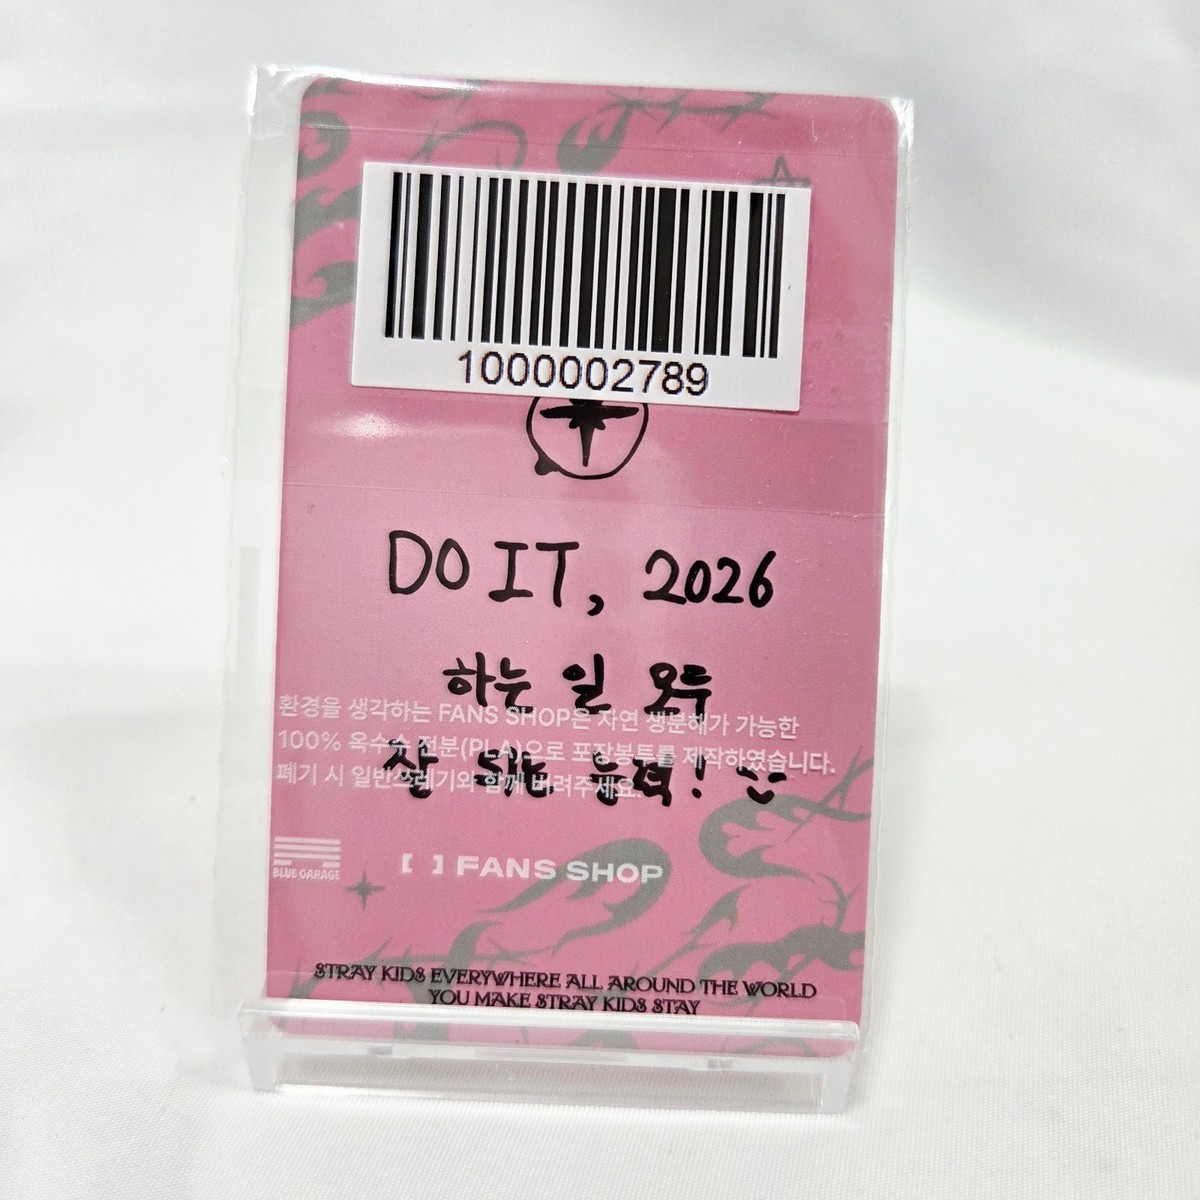 1000002789
DO IT, 2026
하는 일 모두
환경을 생각하는 FANS SHOP은 자연 생분해가 가능한
100% 옥수수 전분(PLA)으로 포장봉투를 제작하였습니다.
잘 되는 능력! :)
폐기 시 일반쓰레기와 함께 버려주세요.
BLUE GARAGE
[ ] FANS SHOP
STRAY KIDS EVERYWHERE ALL AROUND THE WORLD
YOU MAKE STRAY KIDS STAY